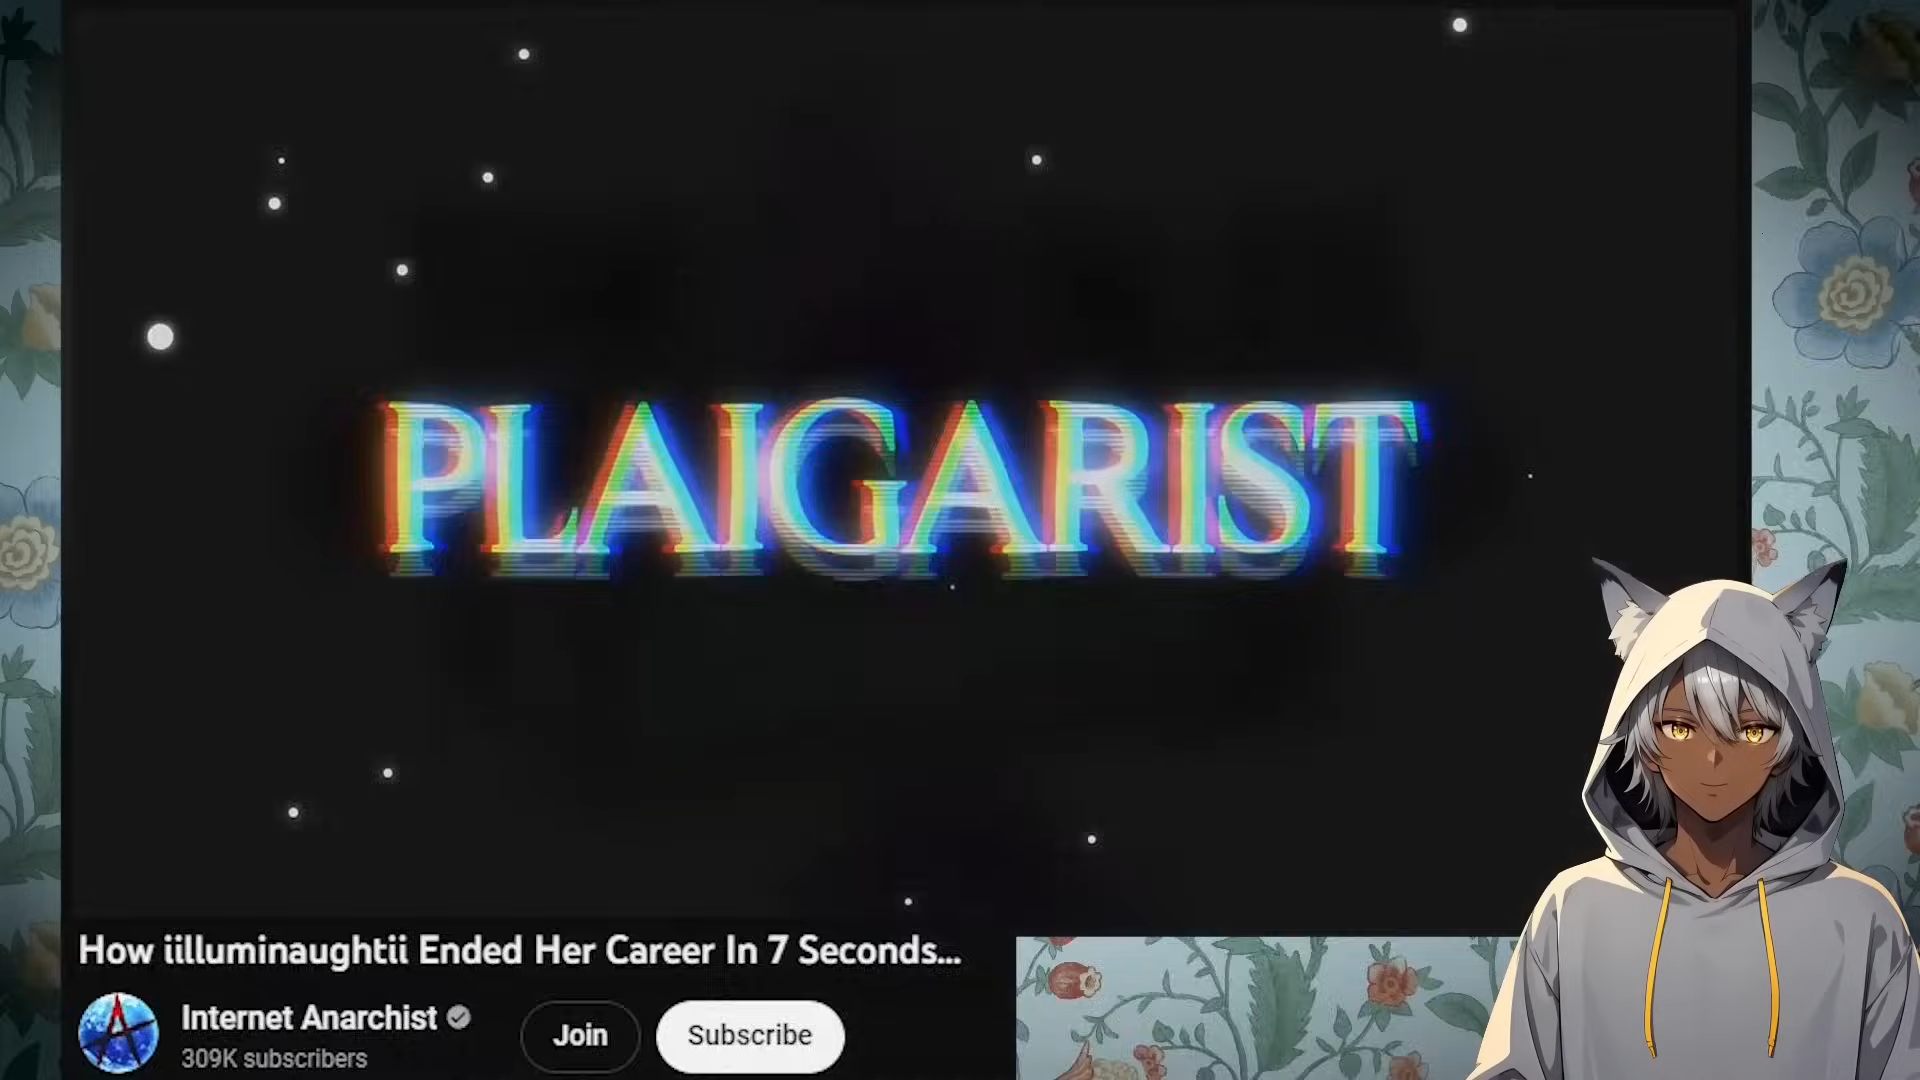 PLAIGARIST
How iilluminaughtii Ended Her Career In 7 Seconds...
Internet Anarchist
309K subscribers
Join
Subscribe